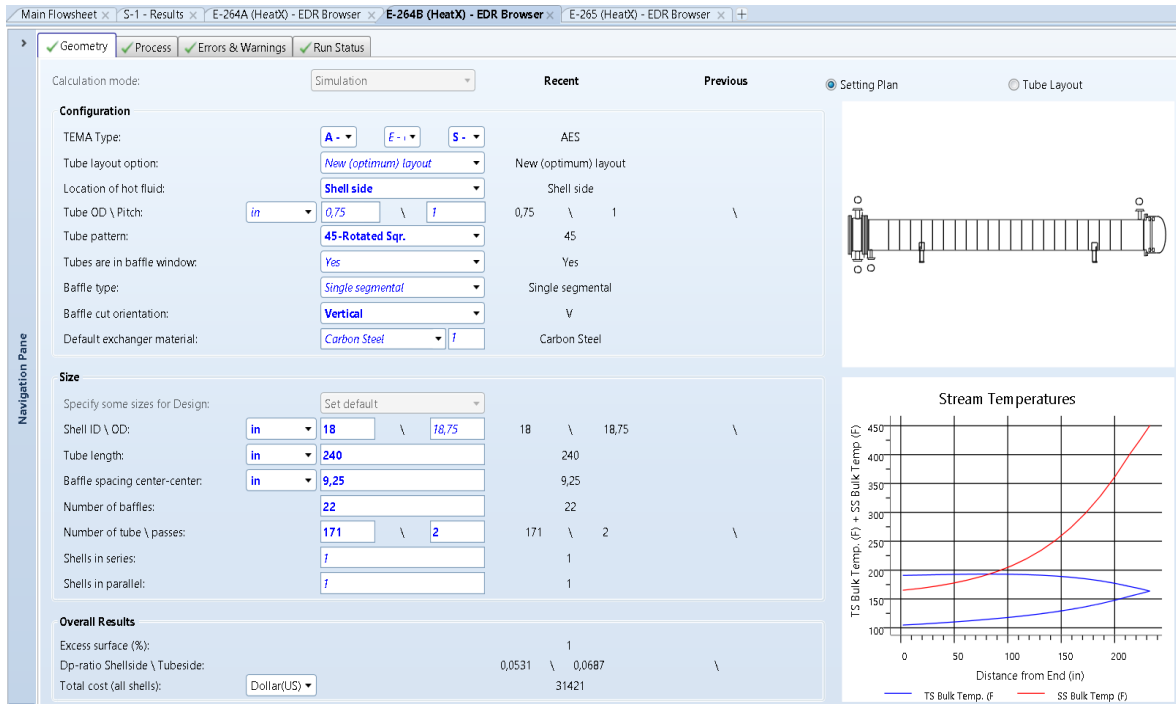 Main Flowsheet × S-1 - Results × E-264A (HeatX) - EDR Browser × E-264B (HeatX) - EDR Browser × E-265 (HeatX) - EDR Browser × +
> Geometry Process Errors & Warnings Run Status
Navigation Pane
Calculation mode: Simulation Recent Previous
Configuration
TEMA Type: A - E - S - AES
Tube layout option: New (optimum) layout New (optimum) layout
Location of hot fluid: Shell side Shell side
Tube OD \ Pitch: in 0,75 \ 1 0,75 \ 1 \
Tube pattern: 45-Rotated Sqr. 45
Tubes are in baffle window: Yes Yes
Baffle type: Single segmental Single segmental
Baffle cut orientation: Vertical V
Default exchanger material: Carbon Steel 1 Carbon Steel
Size
Specify some sizes for Design: Set default
Shell ID \ OD: in 18 \ 18,75 18 \ 18,75 \
Tube length: in 240 240
Baffle spacing center-center: in 9,25 9,25
Number of baffles: 22 22
Number of tube \ passes: 171 \ 2 171 \ 2 \
Shells in series: 1 1
Shells in parallel: 1 1
Overall Results
Excess surface (%): 1
Dp-ratio Shellside \ Tubeside: 0,0531 \ 0,0687 \
Total cost (all shells): Dollar(US) 31421
Setting Plan Tube Layout
Stream Temperatures
TS Bulk Temp. (F) + SS Bulk Temp (F)
450
400
350
300
250
200
150
100
0 50 100 150 200
Distance from End (in)
TS Bulk Temp. (F SS Bulk Temp (F)